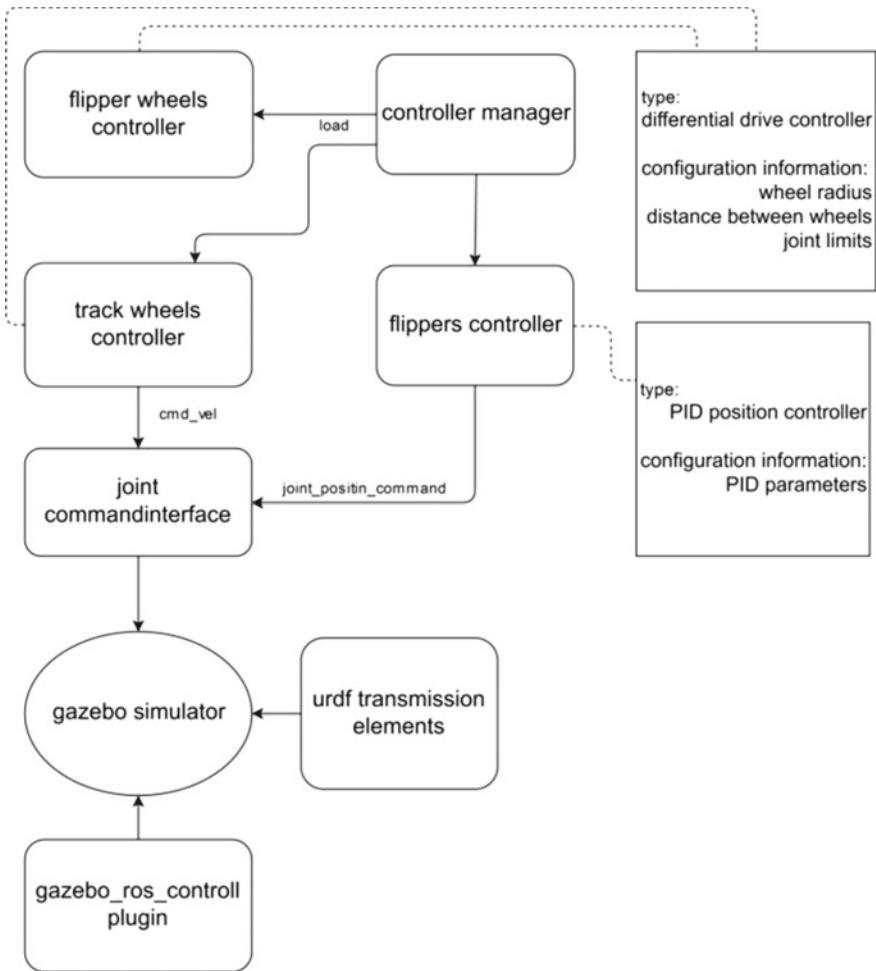 flipper wheels
controller
controller manager
load
type:
differential drive controller
configuration information:
wheel radius
distance between wheels
joint limits
track wheels
controller
flippers controller
type:
PID position controller
configuration information:
PID parameters
cmd_vel
joint
commandinterface
joint_positin_command
gazebo simulator
urdf transmission
elements
gazebo_ros_controll
plugin